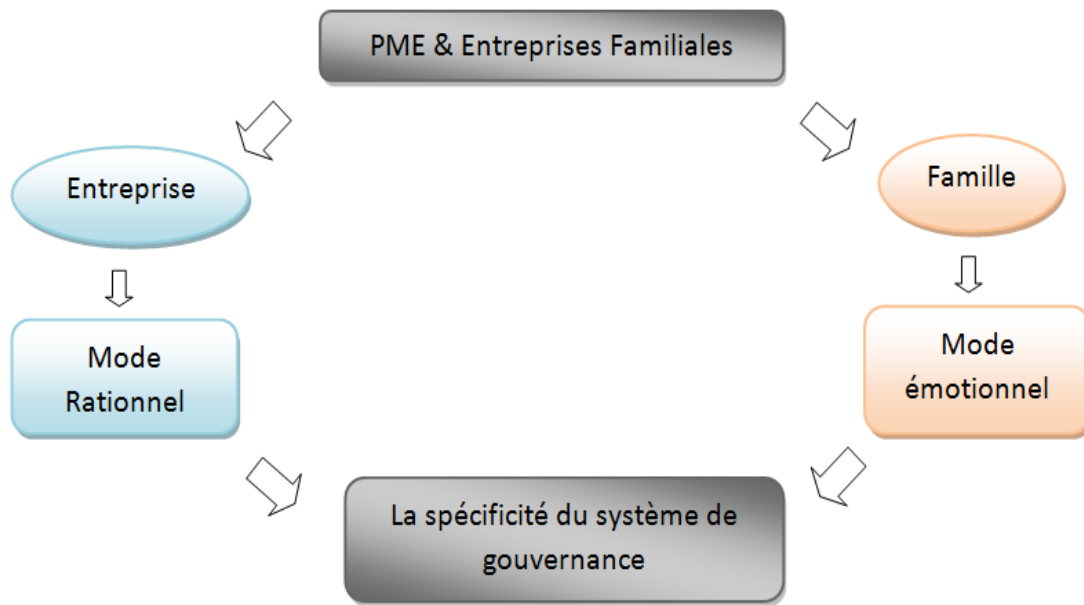 PME & Entreprises Familiales
Entreprise
Famille
Mode
Rationnel
Mode
émotionnel
La spécificité du système de
gouvernance